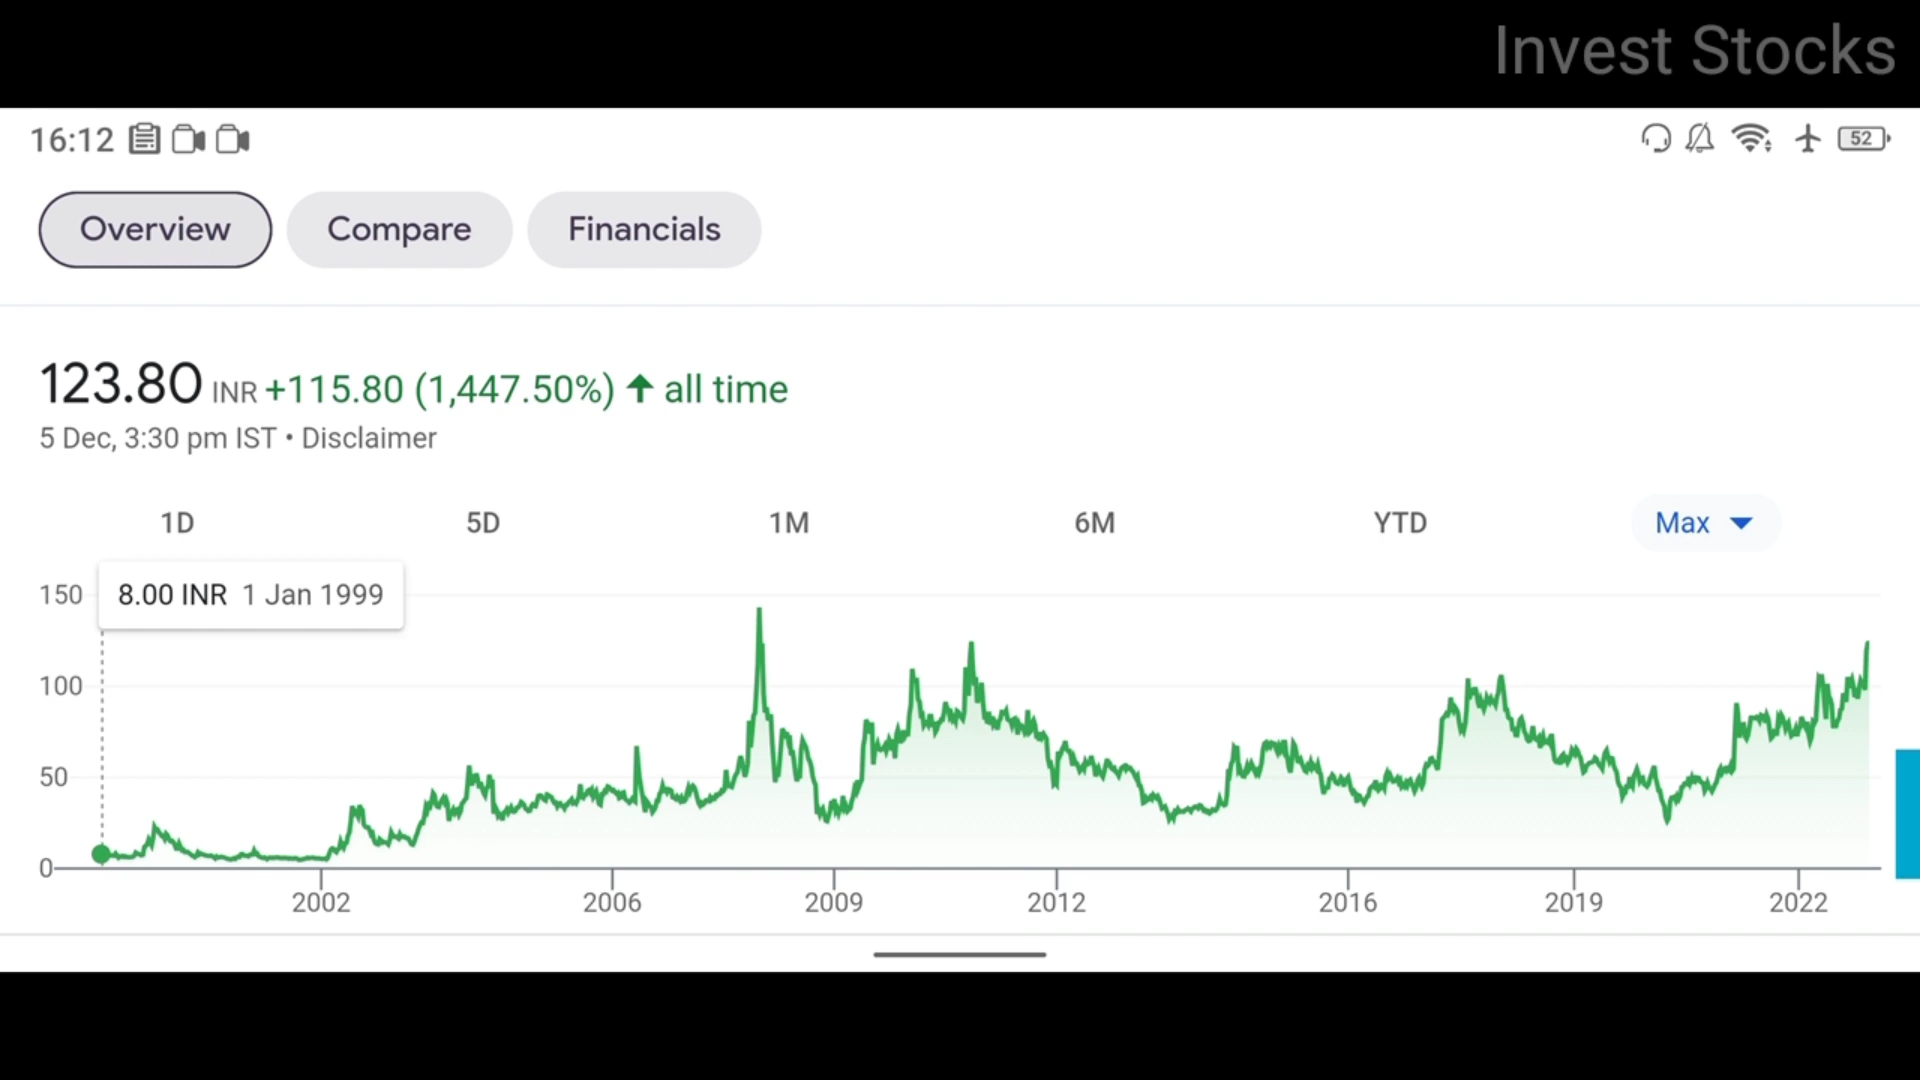 Invest Stocks
16:12
52
Overview Compare Financials
123.80 INR +115.80 (1,447.50%) ↑ all time
5 Dec, 3:30 pm IST • Disclaimer
1D 5D 1M 6M YTD Max
8.00 INR 1 Jan 1999
150
100
50
0
2002 2006 2009 2012 2016 2019 2022